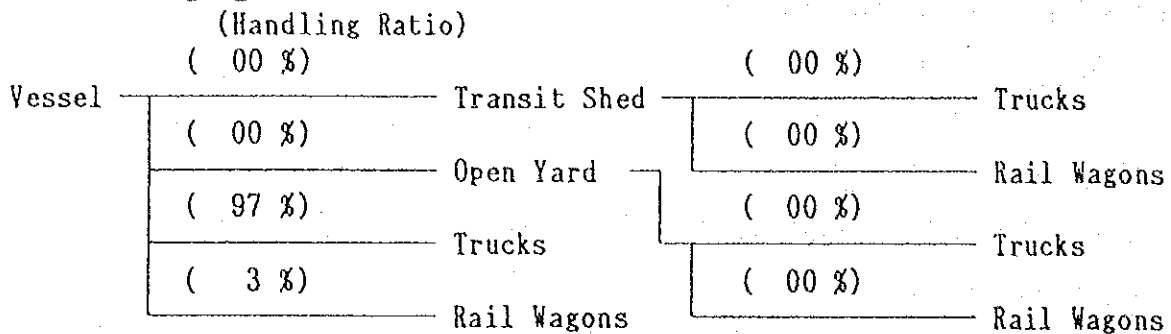 (Handling Ratio)
( 00 %) ( 00 %)
Vessel Transit Shed Trucks
( 00 %) ( 00 %)
Open Yard Rail Wagons
( 97 %) ( 00 %)
Trucks Trucks
( 3 %) ( 00 %)
Rail Wagons Rail Wagons